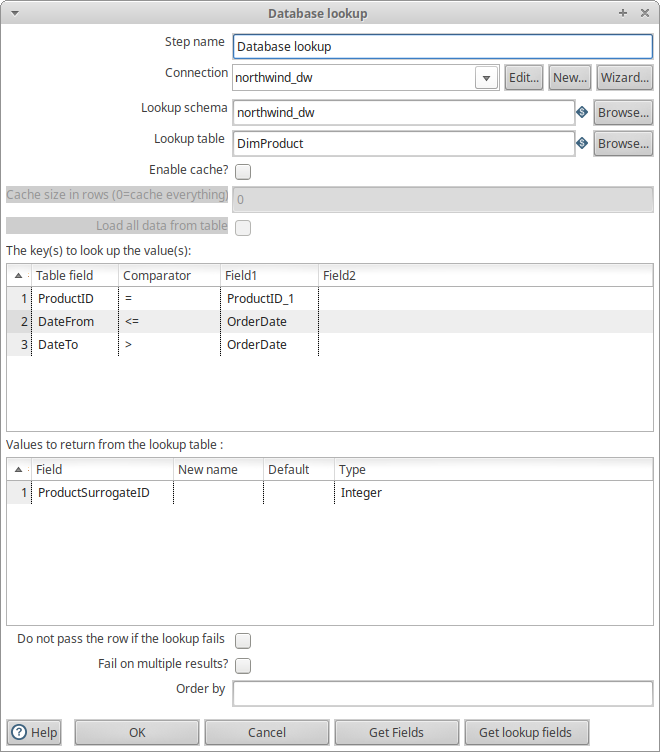 Database lookup
Step name Database lookup
Connection northwind_dw Edit... New... Wizard...
Lookup schema northwind_dw Browse...
Lookup table DimProduct Browse...
Enable cache?
Cache size in rows (0=cache everything) 0
Load all data from table
The key(s) to look up the value(s):
Table field Comparator Field1 Field2
1 ProductID = ProductID_1
2 DateFrom <= OrderDate
3 DateTo > OrderDate
Values to return from the lookup table :
Field New name Default Type
1 ProductSurrogateID Integer
Do not pass the row if the lookup fails
Fail on multiple results?
Order by
Help OK Cancel Get Fields Get lookup fields